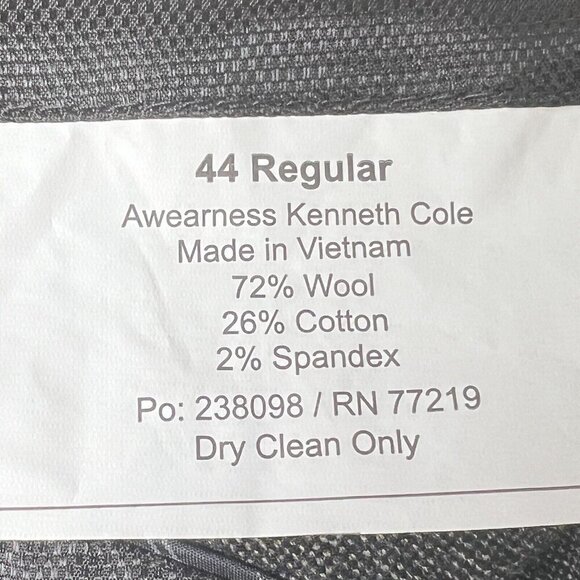 44 Regular
Awearness Kenneth Cole
Made in Vietnam
72% Wool
26% Cotton
2% Spandex
Po: 238098 / RN 77219
Dry Clean Only